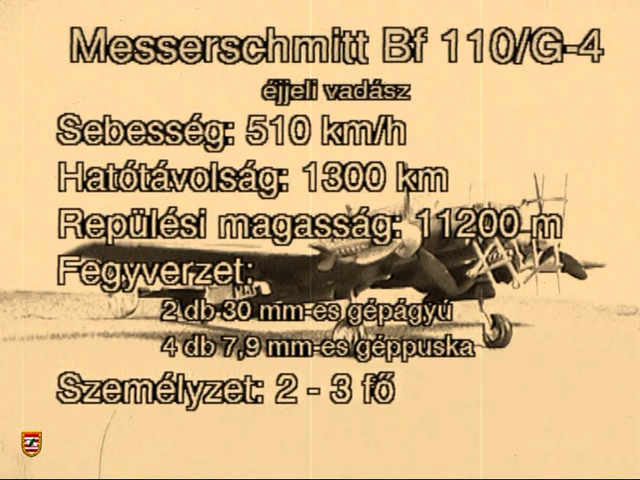 Messerschmitt Bf 110/G-4
éjjeli vadász
Sebesség: 510 km/h
Hatótávolság: 1300 km
Repülési magasság: 11200 m
Fegyverzet:
2 db 30 mm-es gépágyú
4 db 7,9 mm-es géppuska
Személyzet: 2 - 3 fő